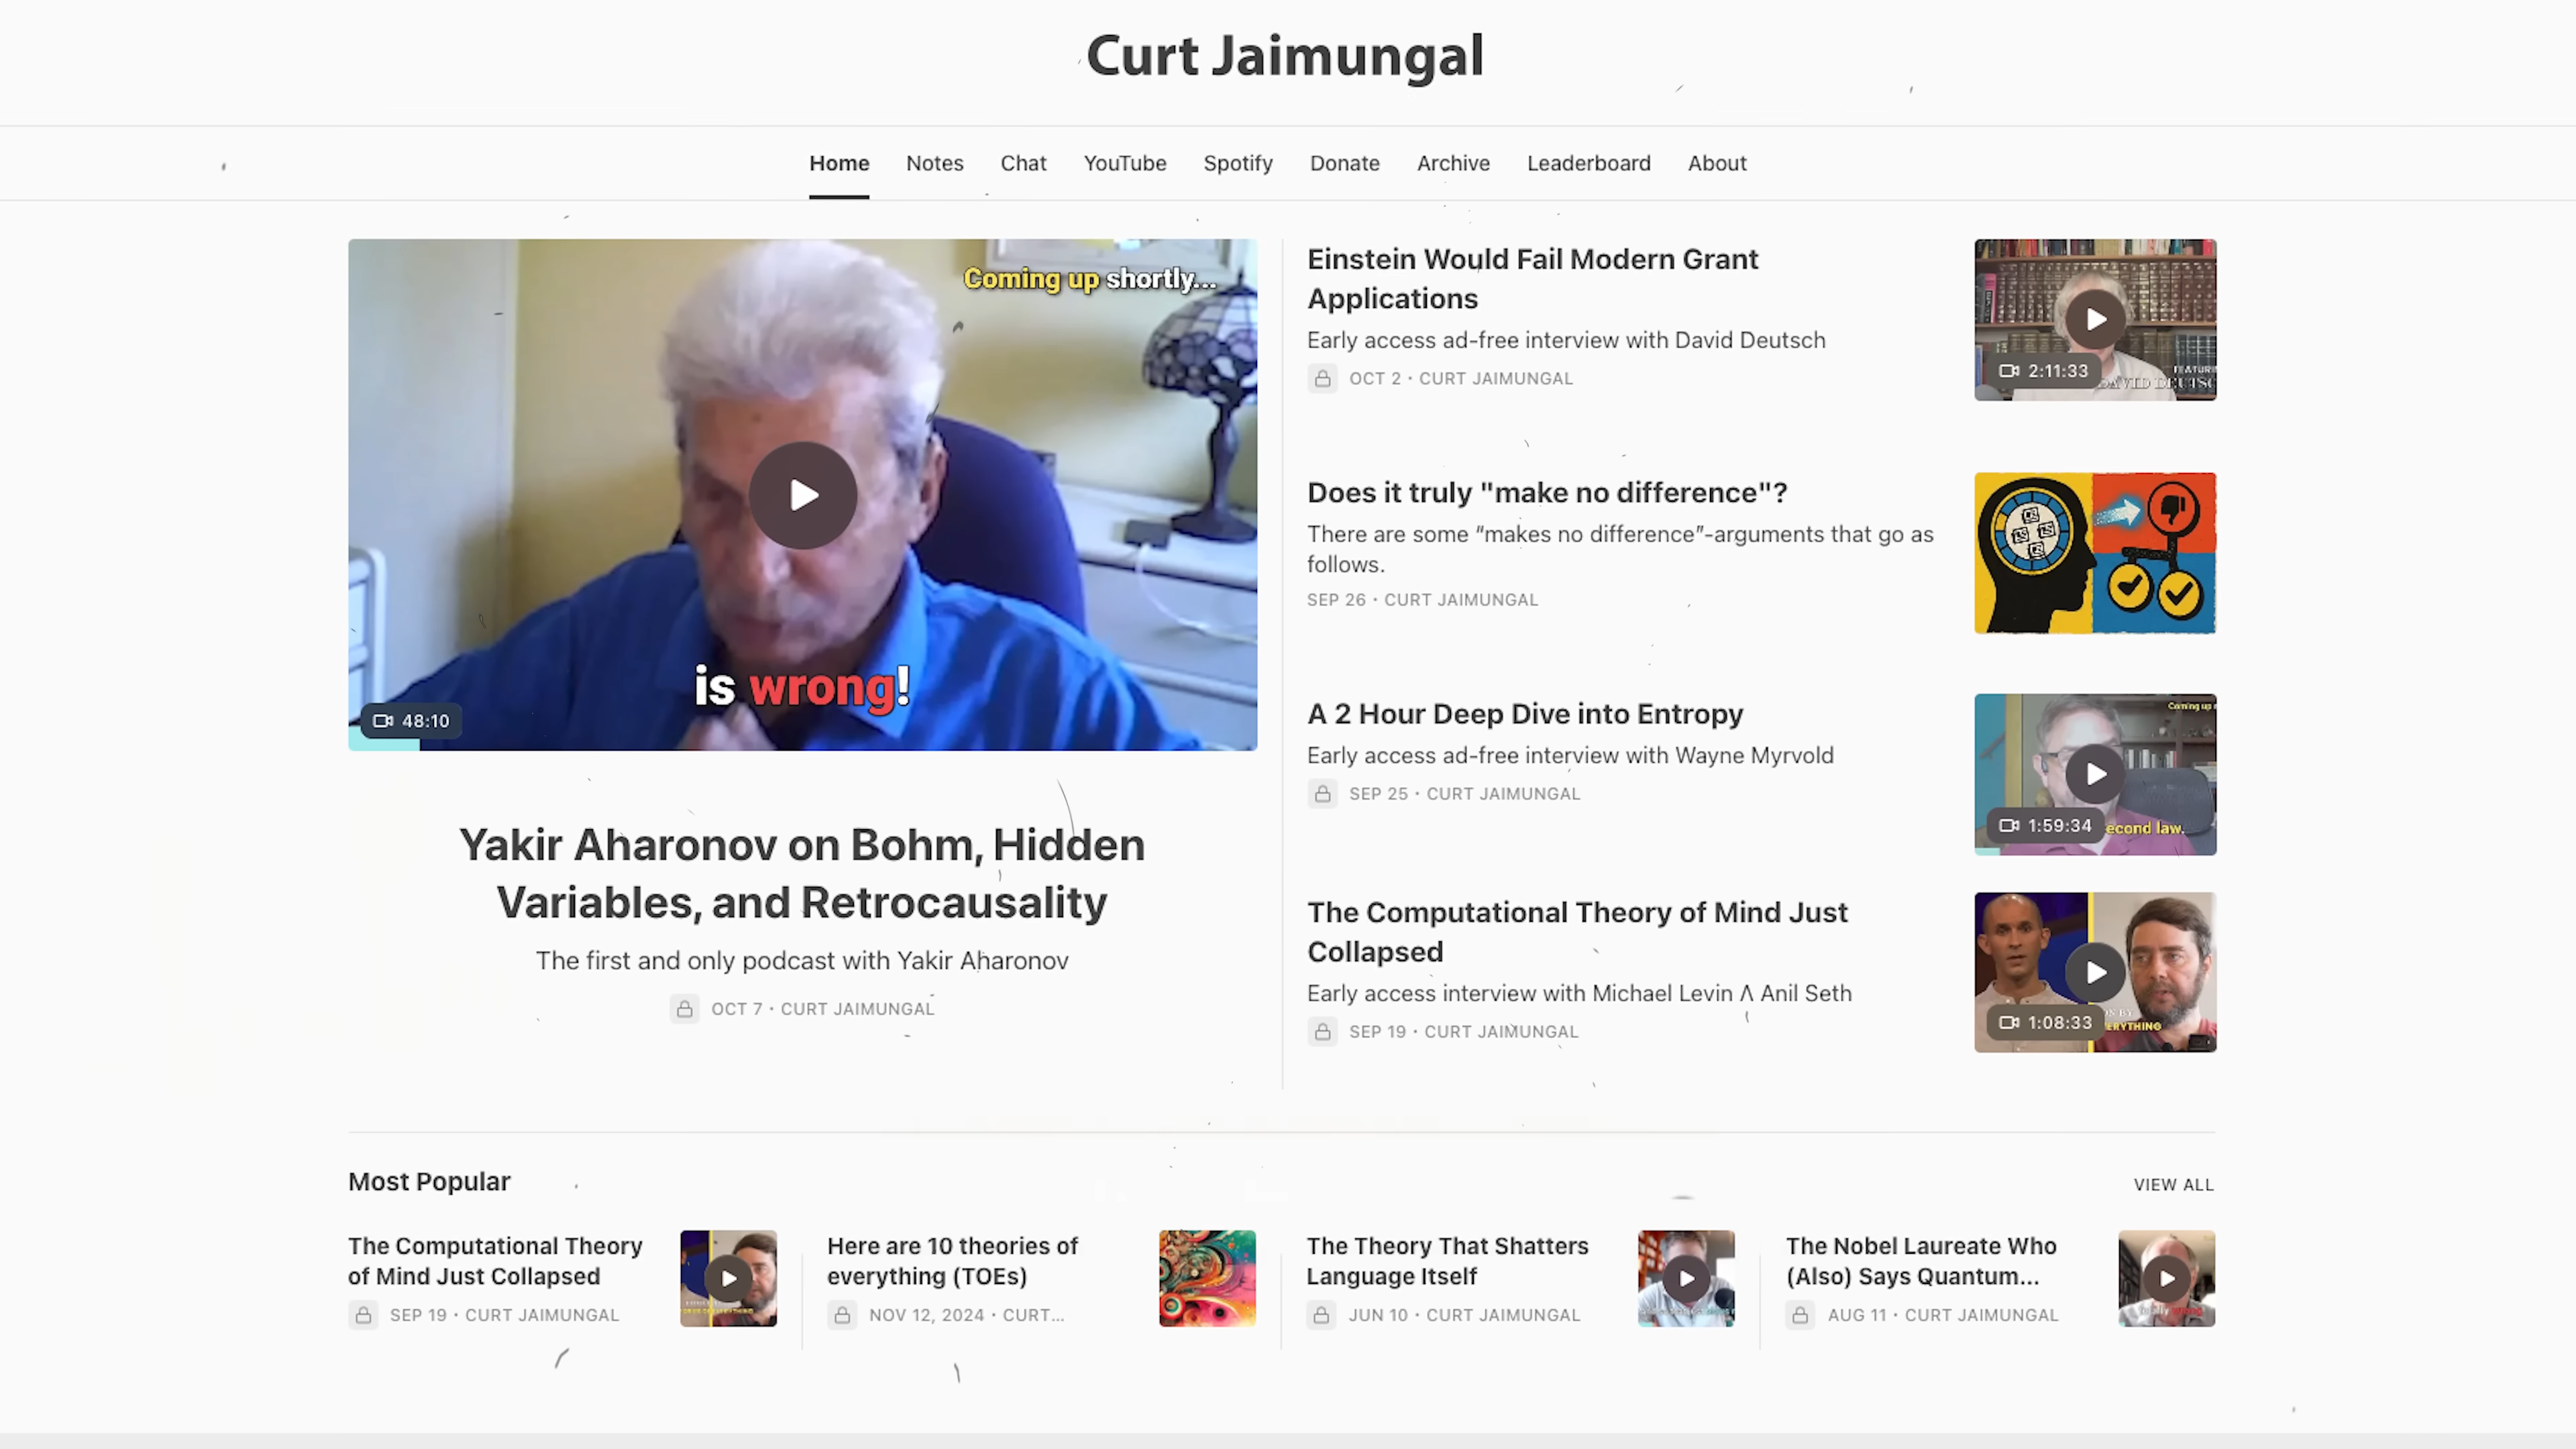 Curt Jaimungal
Home Notes Chat YouTube Spotify Donate Archive Leaderboard About
Coming up shortly...
is wrong!
48:10
Yakir Aharonov on Bohm, Hidden
Variables, and Retrocausality
The first and only podcast with Yakir Aharonov
OCT 7 · CURT JAIMUNGAL
Einstein Would Fail Modern Grant
Applications
Early access ad-free interview with David Deutsch
OCT 2 · CURT JAIMUNGAL
2:11:33
Does it truly "make no difference"?
There are some “makes no difference”-arguments that go as
follows.
SEP 26 · CURT JAIMUNGAL
A 2 Hour Deep Dive into Entropy
Early access ad-free interview with Wayne Myrvold
SEP 25 · CURT JAIMUNGAL
Coming up
1:59:34
law.
The Computational Theory of Mind Just
Collapsed
Early access interview with Michael Levin Λ Anil Seth
SEP 19 · CURT JAIMUNGAL
1:08:33
Most Popular
VIEW ALL
The Computational Theory
of Mind Just Collapsed
SEP 19 · CURT JAIMUNGAL
Here are 10 theories of
everything (TOEs)
NOV 12, 2024 · CURT...
The Theory That Shatters
Language Itself
JUN 10 · CURT JAIMUNGAL
The Nobel Laureate Who
(Also) Says Quantum...
AUG 11 · CURT JAIMUNGAL